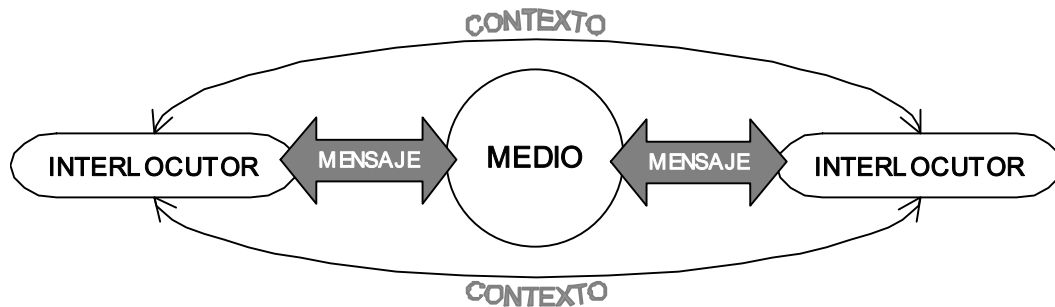 CONTEXTO
INTERLOCUTOR
MENSAJE
MEDIO
MENSAJE
INTERLOCUTOR
CONTEXTO